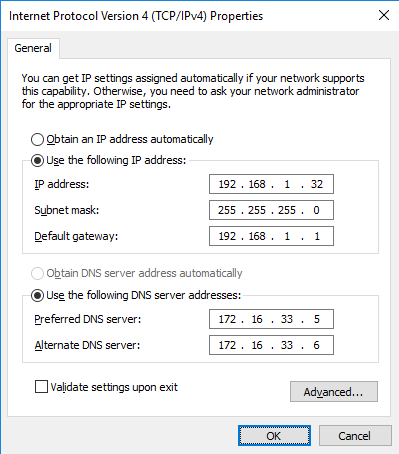 Internet Protocol Version 4 (TCP/IPv4) Properties
General
You can get IP settings assigned automatically if your network supports
this capability. Otherwise, you need to ask your network administrator
for the appropriate IP settings.
Obtain an IP address automatically
Use the following IP address:
IP address: 192 . 168 . 1 . 32
Subnet mask: 255 . 255 . 255 . 0
Default gateway: 192 . 168 . 1 . 1
Obtain DNS server address automatically
Use the following DNS server addresses:
Preferred DNS server: 172 . 16 . 33 . 5
Alternate DNS server: 172 . 16 . 33 . 6
Validate settings upon exit
Advanced...
OK Cancel